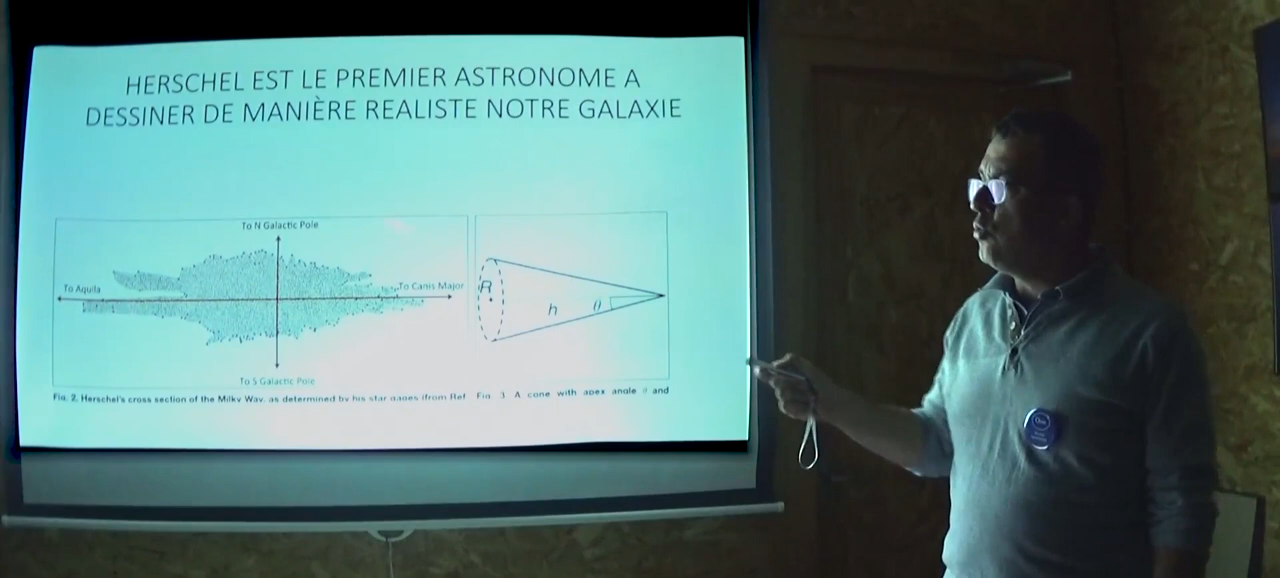 HERSCHEL EST LE PREMIER ASTRONOME A
DESSINER DE MANIÈRE REALISTE NOTRE GALAXIE
To N Galactic Pole
To Aquila
To Canis Major
To S Galactic Pole
R
h
θ
Fig. 2. Herschel's cross section of the Milky Way, as determined by his star gages (from Ref
Fig. 3 A cone with apex angle θ and